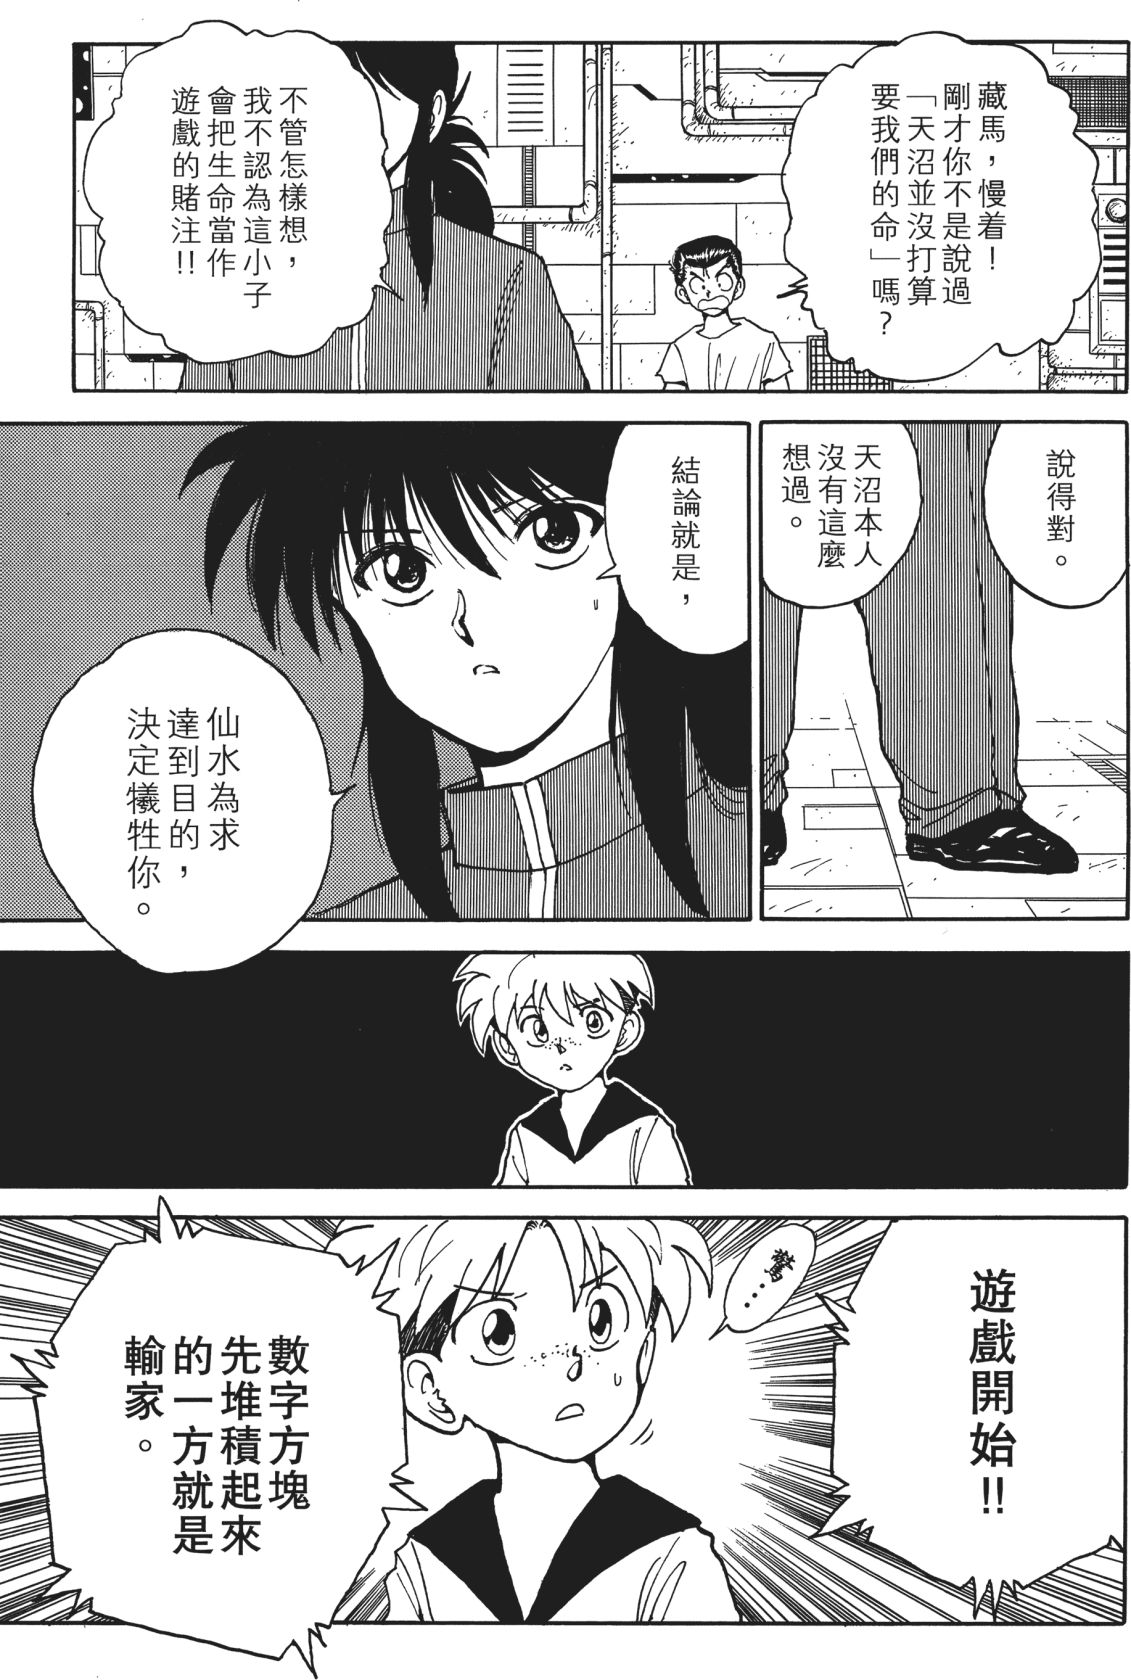 藏馬，慢着！
剛才你不是說過
「天沼並沒打算
要我們的命」嗎？
不管怎樣想，
我不認為這小子
會把生命當作
遊戲的賭注!!
說得對。
天沼本人
沒有這麼
想過。
結論就是，
仙水為求
達到目的，
決定犧牲你。
遊戲開始!!
驚…
數字方塊
先堆積起來
的一方就是
輸家。